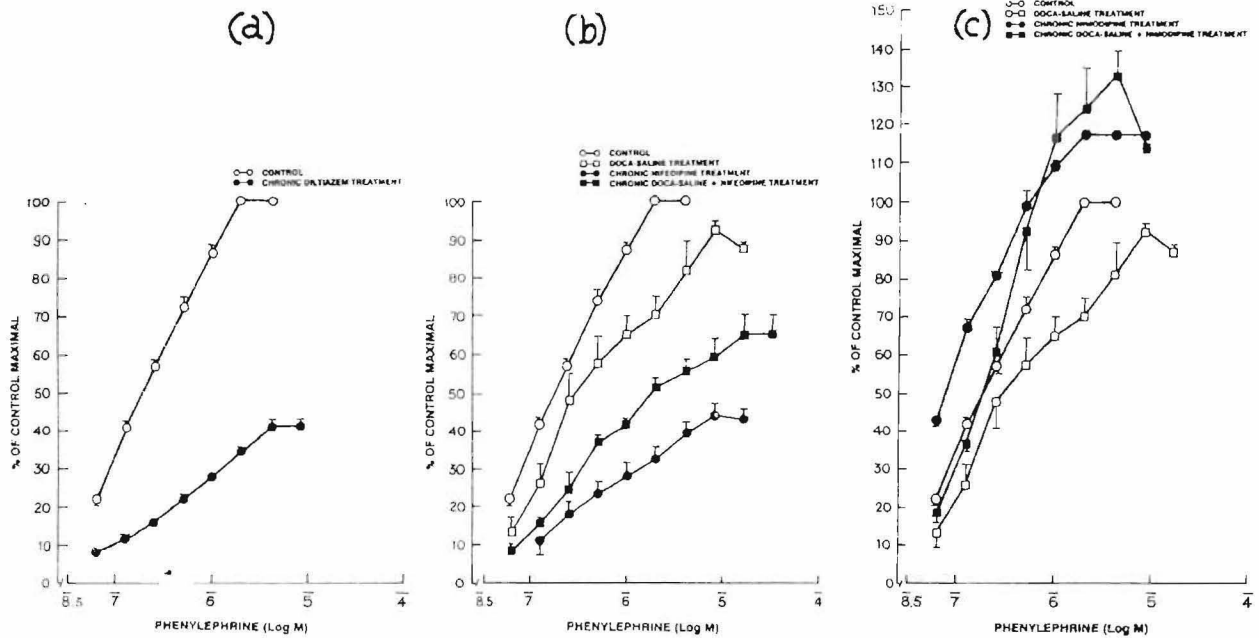 (a)
CONTROL
CHRONIC DILTIAZEM TREATMENT
% OF CONTROL MAXIMAL
100
90
80
70
60
50
40
30
20
10
0
8.5 7 6 5 4
PHENYLEPHRINE (Log M)
(b)
CONTROL
DOCA-SALINE TREATMENT
CHRONIC NIFEDIPINE TREATMENT
CHRONIC DOCA-SALINE + NIFEDIPINE TREATMENT
% OF CONTROL MAXIMAL
100
90
80
70
60
50
40
30
20
10
0
8.5 7 6 5 4
PHENYLEPHRINE (Log M)
(c)
CONTROL
DOCA-SALINE TREATMENT
CHRONIC NIMODIPINE TREATMENT
CHRONIC DOCA-SALINE + NIMODIPINE TREATMENT
% OF CONTROL MAXIMAL
150
140
130
120
110
100
90
80
70
60
50
40
30
20
10
0
8.5 7 6 5 4
PHENYLEPHRINE (Log M)